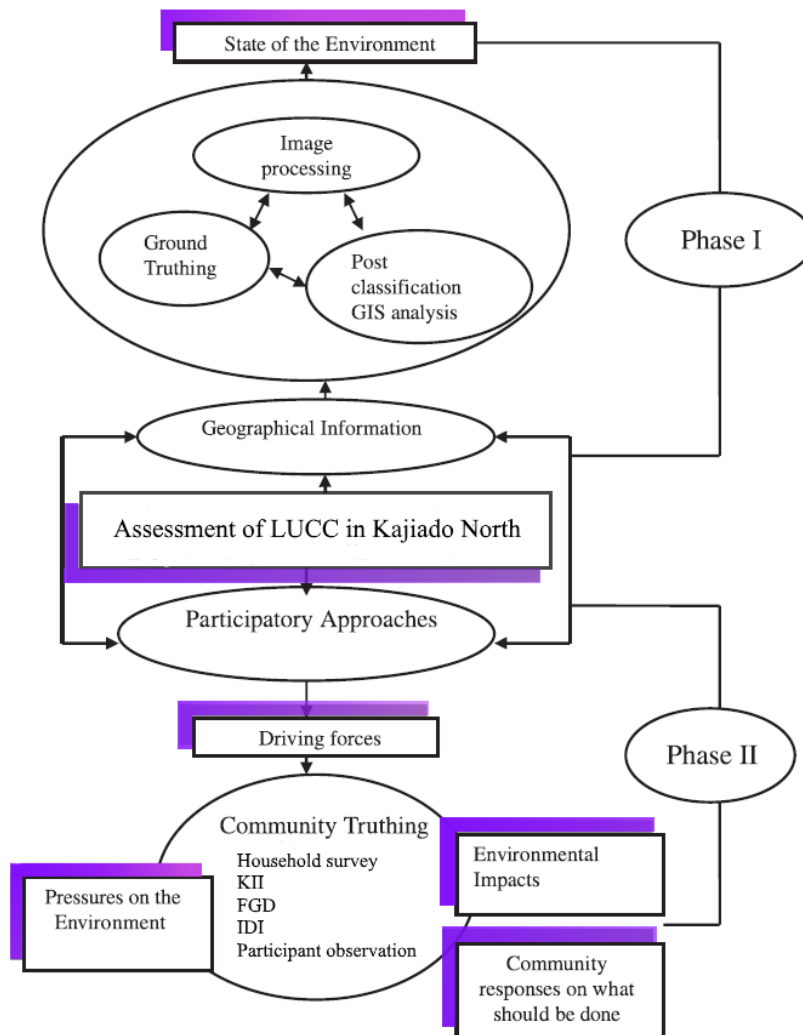 State of the Environment
Image
processing
Ground
Truthing
Post
classification
GIS analysis
Phase I
Geographical Information
Assessment of LUCC in Kajiado North
Participatory Approaches
Driving forces
Phase II
Community Truthing
Household survey
KII
FGD
IDI
Participant observation
Pressures on the
Environment
Environmental
Impacts
Community
responses on what
should be done